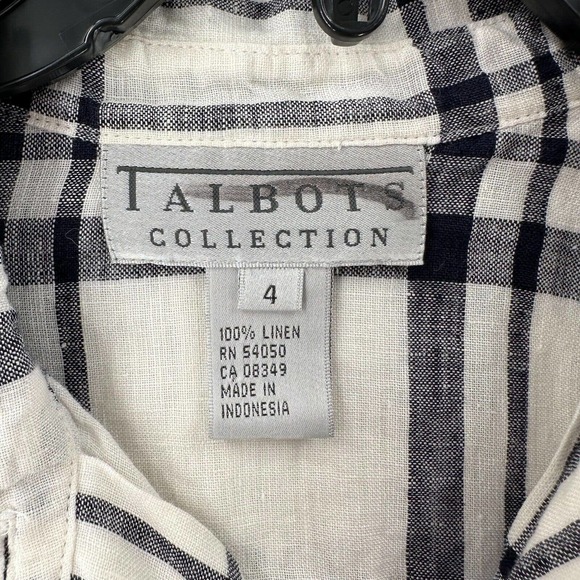 TALBOTS
COLLECTION
4
100% LINEN
RN 54050
CA 08349
MADE IN
INDONESIA